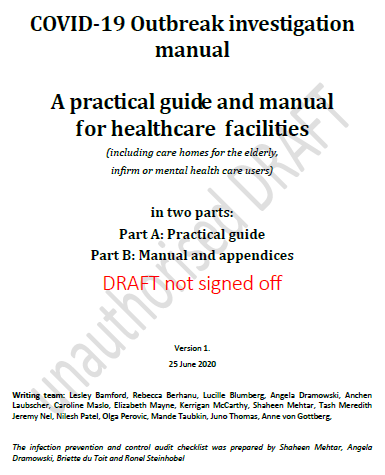 COVID-19 Outbreak investigation
manual
A practical guide and manual
for healthcare facilities
(including care homes for the elderly,
infirm or mental health care users)
in two parts:
Part A: Practical guide
Part B: Manual and appendices
DRAFT not signed off
unauthorised DRAFT
Version 1.
25 June 2020
Writing team: Lesley Bamford, Rebecca Berhanu, Lucille Blumberg, Angela Dramowski, Anchen
Laubscher, Caroline Maslo, Elizabeth Mayne, Kerrigan McCarthy, Shaheen Mehtar, Tash Meredith
Jeremy Nel, Nilesh Patel, Olga Perovic, Mande Taubkin, Juno Thomas, Anne von Gottberg,
The infection prevention and control audit checklist was prepared by Shaheen Mehtar, Angela
Dramowski, Briette du Toit and Ronel Steinhobel